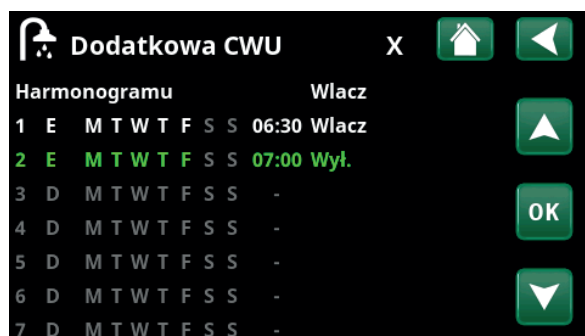 Dodatkowa CWU X
Harmonogramu Wlacz
1 E M T W T F S S 06:30 Wlacz
2 E M T W T F S S 07:00 Wył.
3 D M T W T F S S -
4 D M T W T F S S -
OK
5 D M T W T F S S -
6 D M T W T F S S -
7 D M T W T F S S -